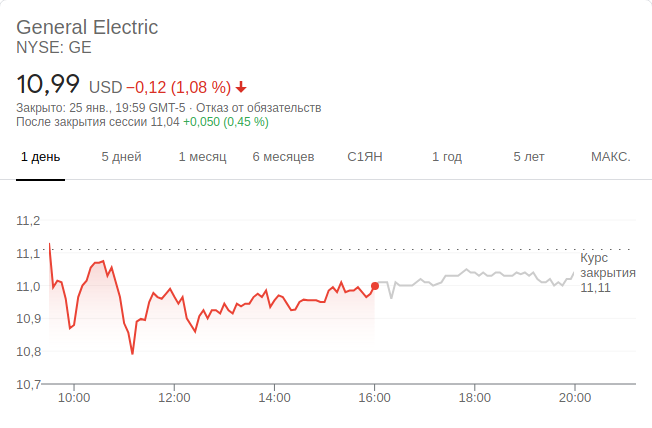 General Electric
NYSE: GE
10,99 USD −0,12 (1,08 %)
Закрыто: 25 янв., 19:59 GMT-5 · Отказ от обязательств
После закрытия сессии 11,04 +0,050 (0,45 %)
1 день 5 дней 1 месяц 6 месяцев С1ЯН 1 год 5 лет МАКС.
11,2
11,1
11,0
10,9
10,8
10,7
Курс
закрытия
11,11
10:00 12:00 14:00 16:00 18:00 20:00